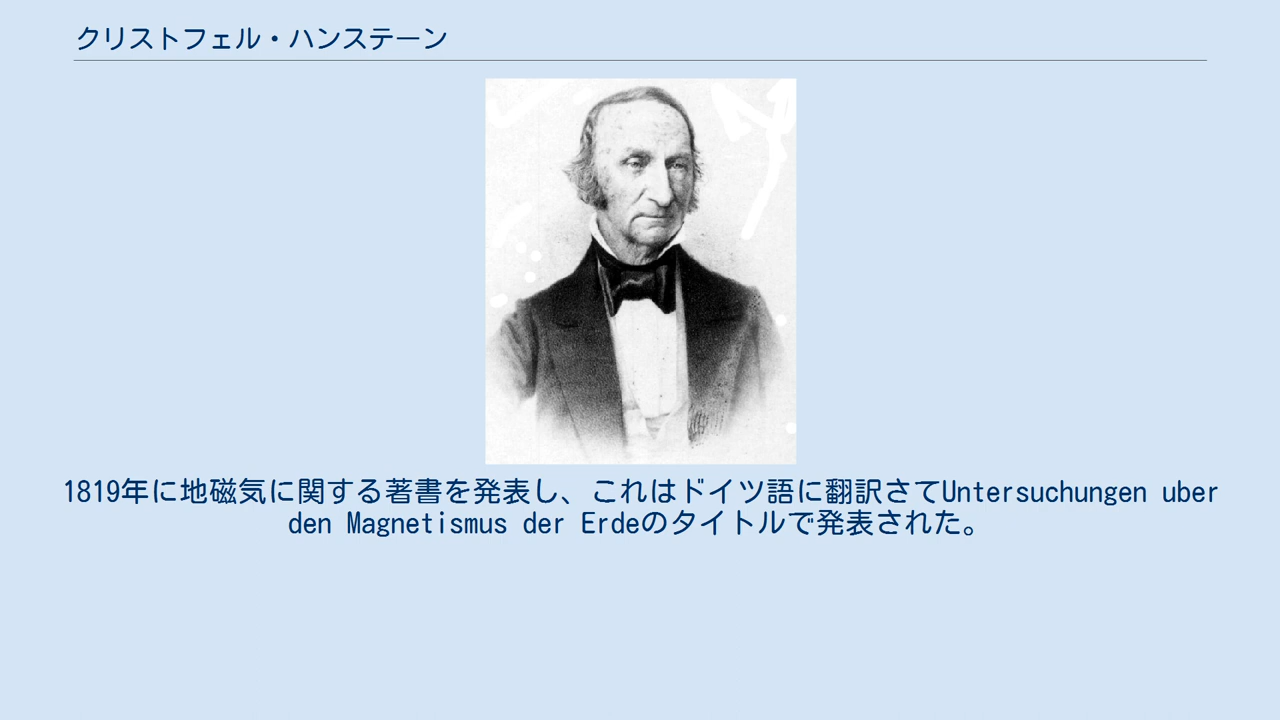 クリストフェル・ハンステーン
1819年に地磁気に関する著書を発表し、これはドイツ語に翻訳さてUntersuchungen uber
den Magnetismus der Erdeのタイトルで発表された。